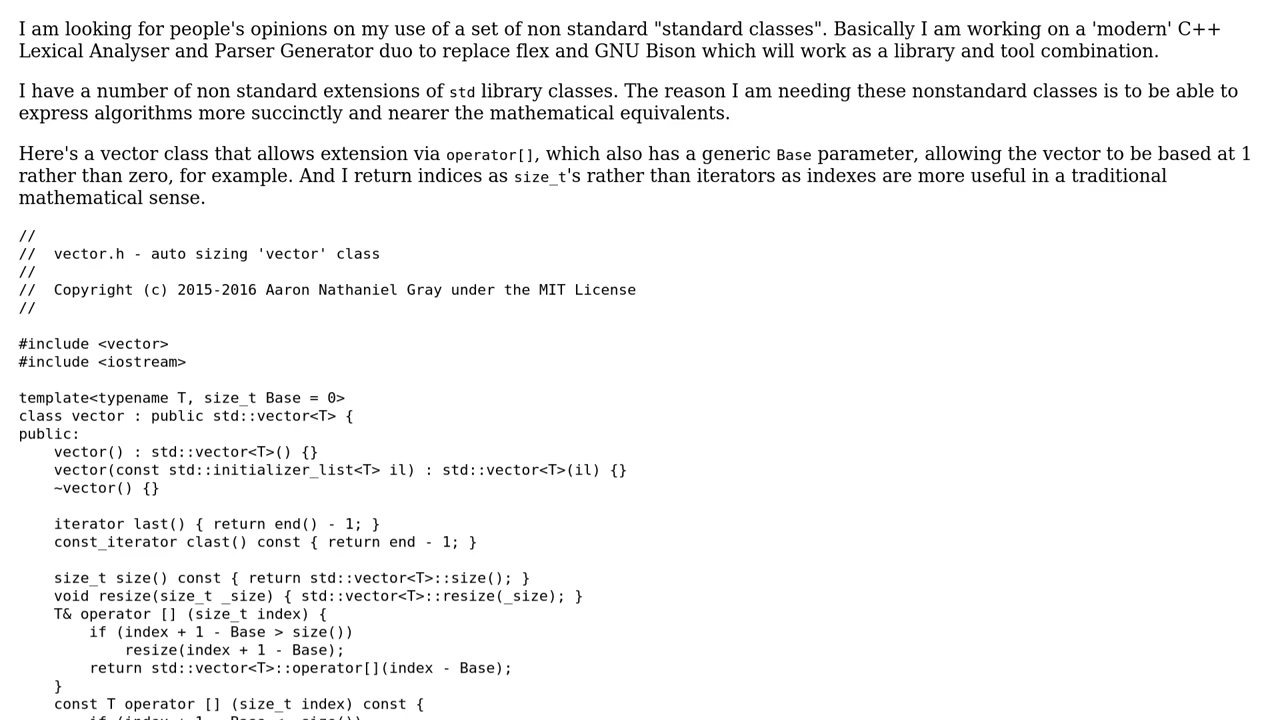 I am looking for people's opinions on my use of a set of non standard "standard classes". Basically I am working on a 'modern' C++
Lexical Analyser and Parser Generator duo to replace flex and GNU Bison which will work as a library and tool combination.
I have a number of non standard extensions of std library classes. The reason I am needing these nonstandard classes is to be able to
express algorithms more succinctly and nearer the mathematical equivalents.
Here's a vector class that allows extension via operator[], which also has a generic Base parameter, allowing the vector to be based at 1
rather than zero, for example. And I return indices as size_t's rather than iterators as indexes are more useful in a traditional
mathematical sense.
//
//  vector.h - auto sizing 'vector' class
//
//  Copyright (c) 2015-2016 Aaron Nathaniel Gray under the MIT License
//
#include <vector>
#include <iostream>
template<typename T, size_t Base = 0>
class vector : public std::vector<T> {
public:
    vector() : std::vector<T>() {}
    vector(const std::initializer_list<T> il) : std::vector<T>(il) {}
    ~vector() {}
    iterator last() { return end() - 1; }
    const_iterator clast() const { return end - 1; }
    size_t size() const { return std::vector<T>::size(); }
    void resize(size_t _size) { std::vector<T>::resize(_size); }
    T& operator [] (size_t index) {
        if (index + 1 - Base > size())
            resize(index + 1 - Base);
        return std::vector<T>::operator[](index - Base);
    }
    const T operator [] (size_t index) const {